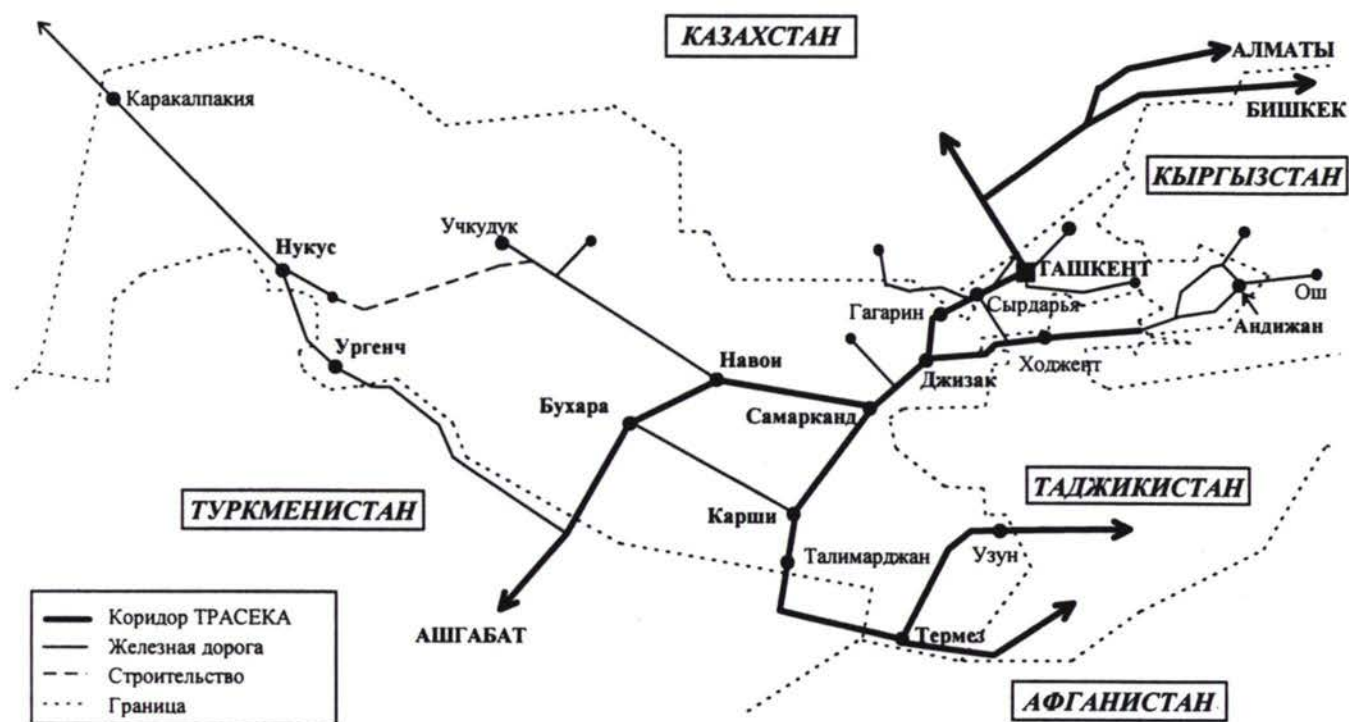 КАЗАХСТАН
АЛМАТЫ
Каракалпакия
БИШКЕК
КЫРГЫЗСТАН
Учкудук
Нукус
ТАШКЕНТ
Ош
Гагарин
Сырдарья
Андижан
Ургенч
Ходжент
Навои
Джизак
Бухара
Самарканд
ТУРКМЕНИСТАН
ТАДЖИКИСТАН
Карши
Талимарджан
Узун
Коридор ТРАСЕКА
Железная дорога
Строительство
Граница
АШГАБАТ
Термез
АФГАНИСТАН